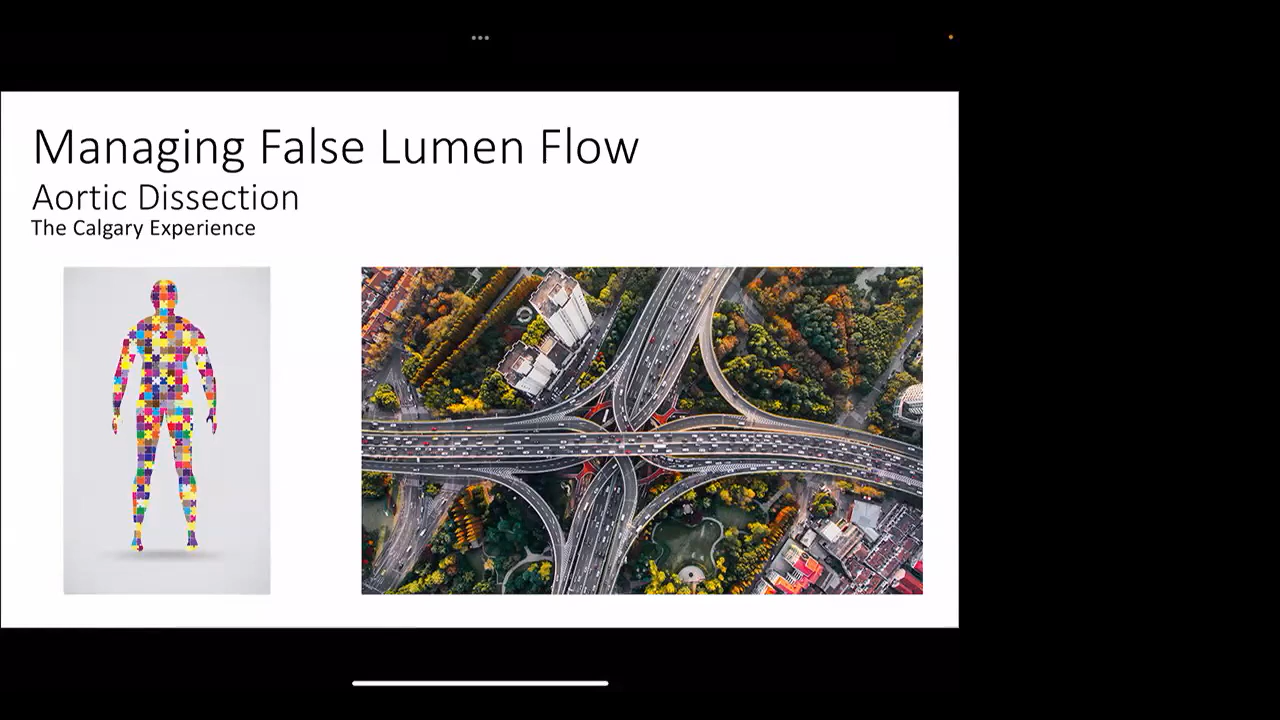 Managing False Lumen Flow
Aortic Dissection
The Calgary Experience